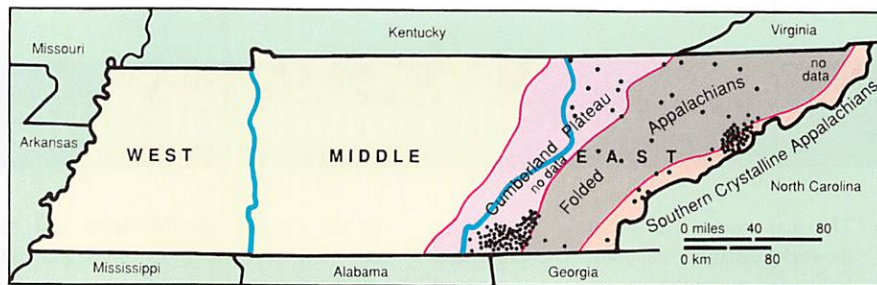 Missouri
Kentucky
Virginia
no data
Arkansas
WEST
MIDDLE
EAST
Cumberland Plateau
no data
Folded Appalachians
Southern Crystalline Appalachians
North Carolina
0 miles 40 80
0 km 80
Mississippi
Alabama
Georgia